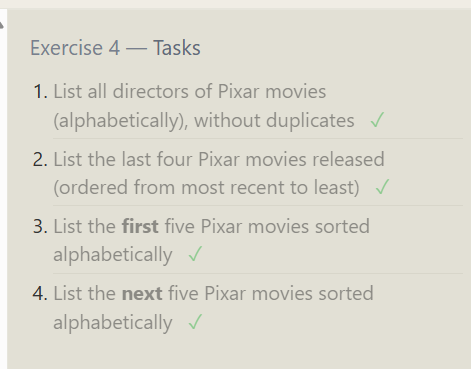 Exercise 4 — Tasks
1. List all directors of Pixar movies
(alphabetically), without duplicates ✓
2. List the last four Pixar movies released
(ordered from most recent to least) ✓
3. List the first five Pixar movies sorted
alphabetically ✓
4. List the next five Pixar movies sorted
alphabetically ✓